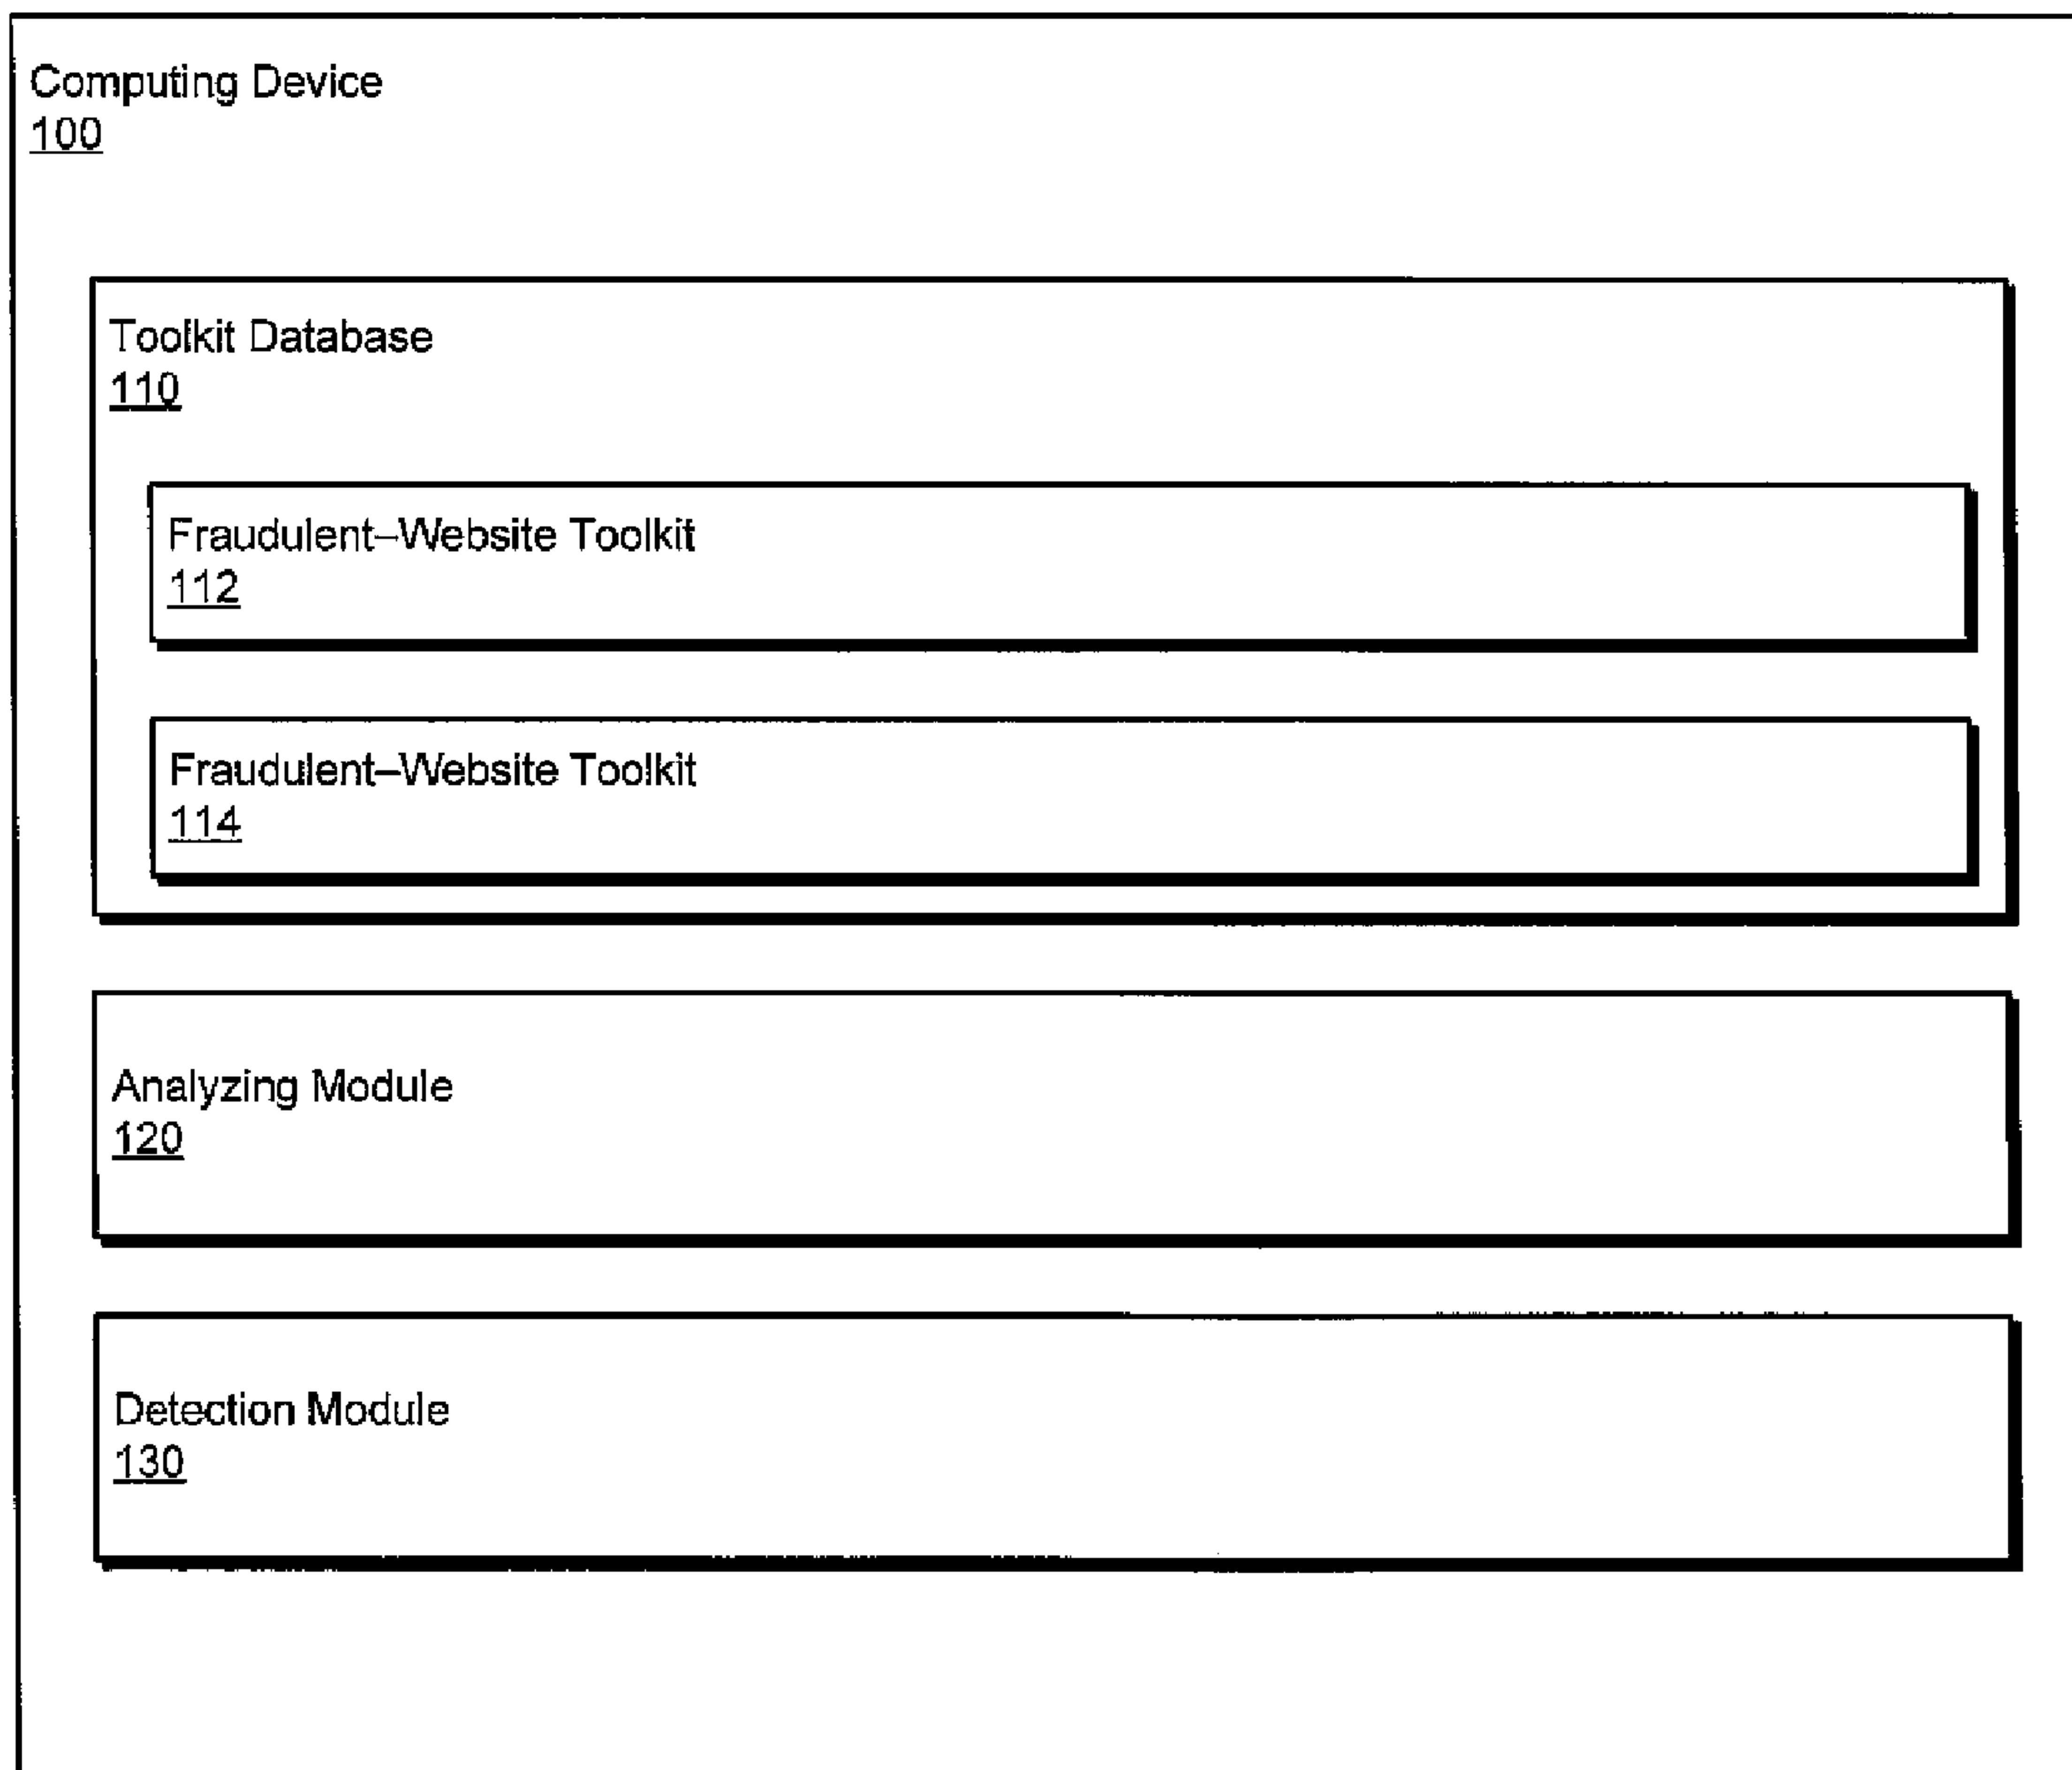 Computing Device
100
Toolkit Database
110
Fraudulent–Website Toolkit
112
Fraudulent–Website Toolkit
114
Analyzing Module
120
Detection Module
130